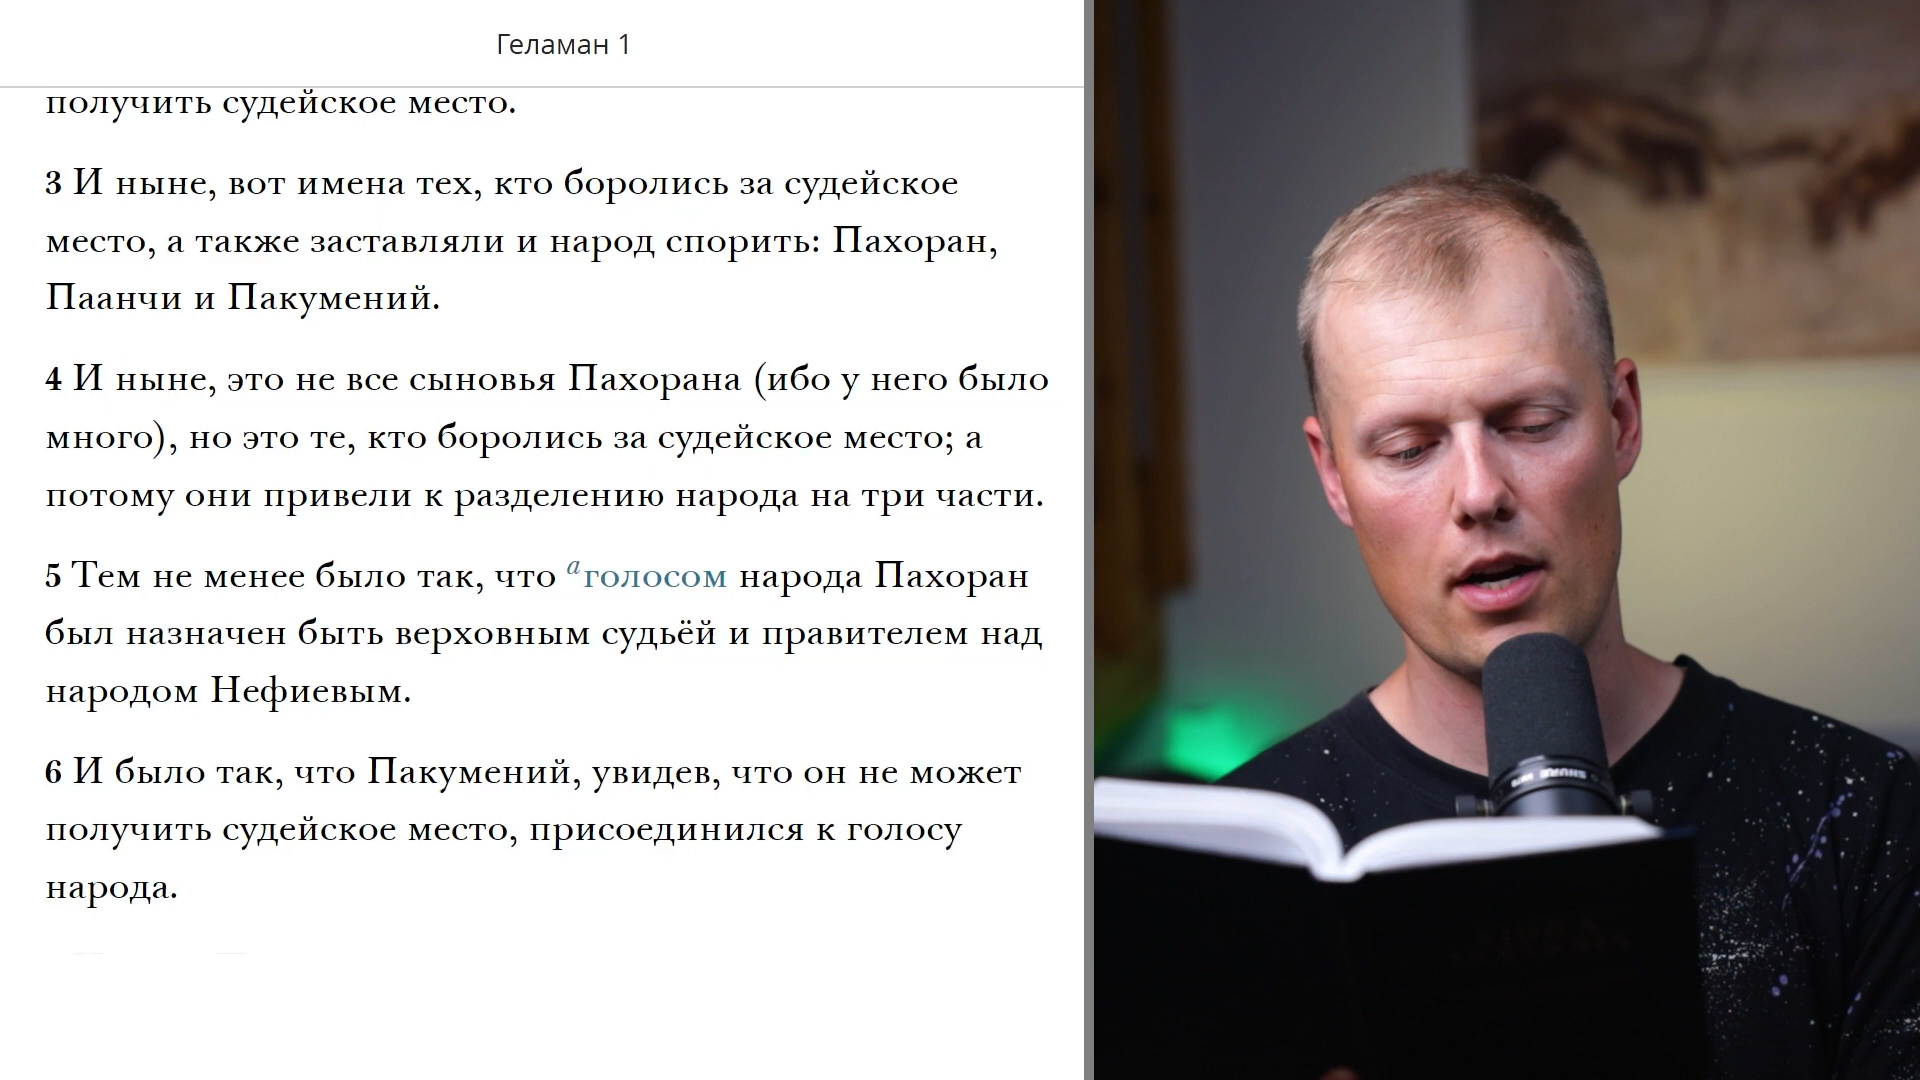 Геламан 1
получить судейское место.
3 И ныне, вот имена тех, кто боролись за судейское
место, а также заставляли и народ спорить: Пахоран,
Паанчи и Пакумений.
4 И ныне, это не все сыновья Пахорана (ибо у него было
много), но это те, кто боролись за судейское место; а
потому они привели к разделению народа на три части.
5 Тем не менее было так, что a голосом народа Пахоран
был назначен быть верховным судьёй и правителем над
народом Нефиевым.
6 И было так, что Пакумений, увидев, что он не может
получить судейское место, присоединился к голосу
народа.
SHURE